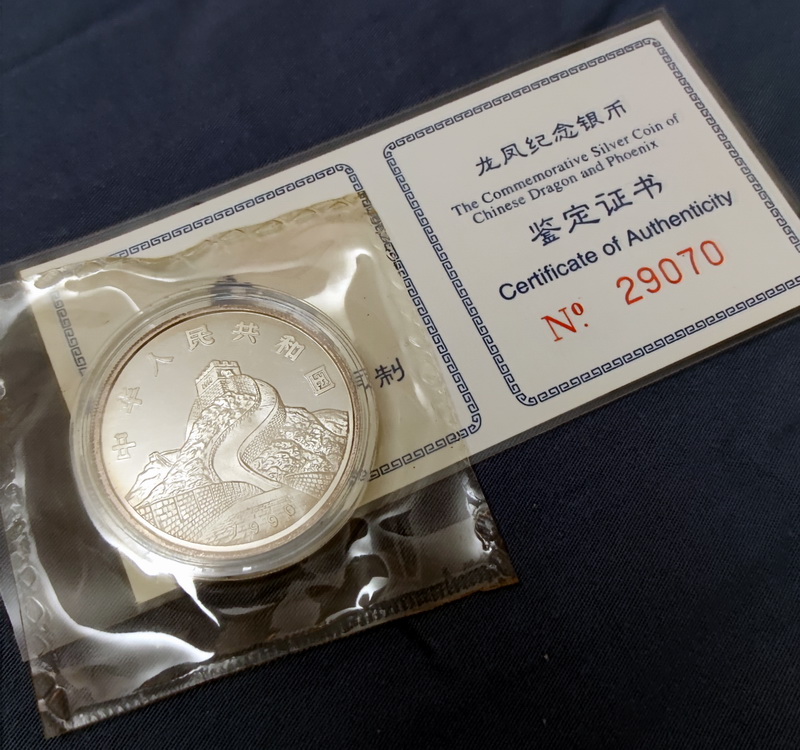 龙凤纪念银币
The Commemorative Silver Coin of
Chinese Dragon and Phoenix
鉴定证书
Certificate of Authenticity
Nº. 29070
制
中华人民共和国
1990